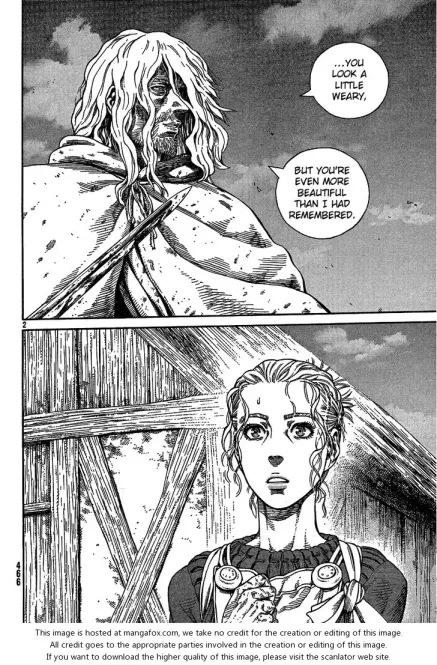 ...YOU
LOOK A
LITTLE
WEARY,
BUT YOU'RE
EVEN MORE
BEAUTIFUL
THAN I HAD
REMEMBERED.
2
466
This image is hosted at mangafox.com, we take no credit for the creation or editing of this image.
All credit goes to the appropriate parties involved in the creation or editing of this image.
If you want to download the higher quality of this image, please visit the scanlator web site.